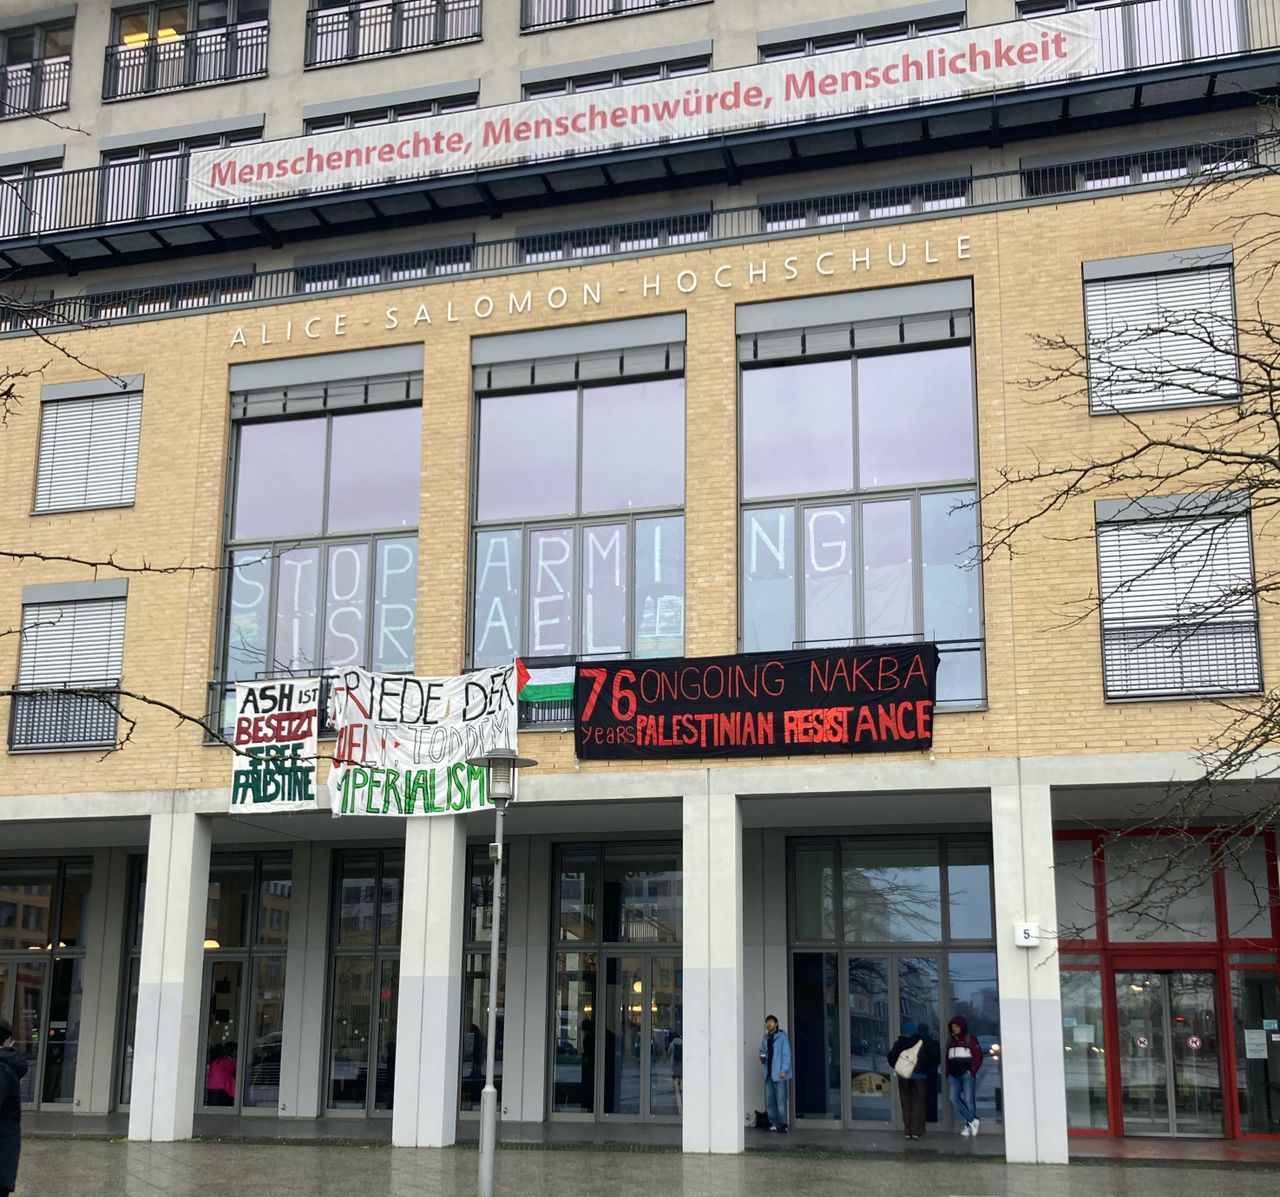 Menschenrechte, Menschenwürde, Menschlichkeit
ALICE-SALOMON-HOCHSCHULE
STOP ARMING
ISRAEL
ASH IST
BESETZT
FREE
PALÄSTINE
FRIEDE DER
WELT, TOD DEM
IMPERIALISMUS
76 ONGOING NAKBA
years PALESTINIAN RESISTANCE
5